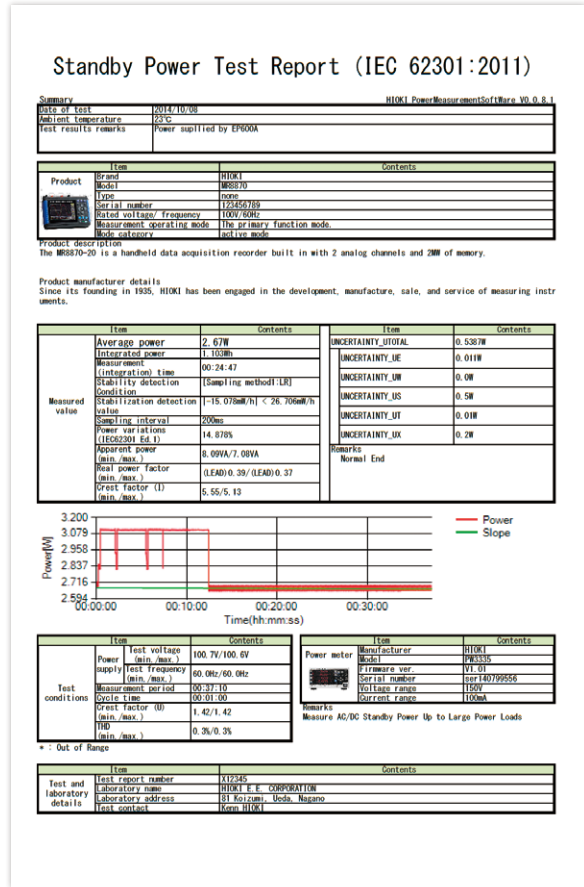 Standby Power Test Report (IEC 62301:2011)
Summary HIOKI PowerMeasurementSoftWare V0.0.8.1
Date of test 2014/10/08
Ambient temperature 23℃
Test results remarks Power supllied by EP600A
Item Contents
Product
Brand HIOKI
Model MR8870
Type none
Serial number 123456789
Rated voltage/ frequency 100V/60Hz
Measurement operating mode The primary function mode.
Mode category active mode
Product description
The MR8870-20 is a handheld data acquisition recorder built in with 2 analog channels and 2MW of memory.
Product manufacturer details
Since its founding in 1935, HIOKI has been engaged in the development, manufacture, sale, and service of measuring instr
uments.
Item Contents
Measured
value
Average power 2.67W
Integrated power 1.103Wh
Measurement
(integration) time 00:24:47
Stability detection
Condition [Sampling method1:LR]
Stabilization detection
value |-15.078mW/h| < 26.706mW/h
Sampling interval 200ms
Power variations
(IEC62301 Ed.1) 14.878%
Apparent power
(min./max.) 8.09VA/7.08VA
Real power factor
(min./max.) (LEAD)0.39/(LEAD)0.37
Crest factor (I)
(min./max.) 5.55/5.13
Item Contents
UNCERTAINTY_UTOTAL 0.5387W
UNCERTAINTY_UE 0.011W
UNCERTAINTY_UW 0.0W
UNCERTAINTY_US 0.5W
UNCERTAINTY_UT 0.01W
UNCERTAINTY_UX 0.2W
Remarks
Normal End
Power[W]
3.200
3.079
2.958
2.837
2.716
2.594
00:00:00 00:10:00 00:20:00 00:30:00
Time(hh:mm:ss)
Power
Slope
Item Contents
Test
conditions
Power
supply
Test voltage
(min./max.) 100.7V/100.6V
Test frequency
(min./max.) 60.0Hz/60.0Hz
Measurement period 00:37:10
Cycle time 00:01:00
Crest factor (U)
(min./max.) 1.42/1.42
THD
(min./max.) 0.3%/0.3%
* : Out of Range
Item Contents
Power meter
Manufacturer HIOKI
Model PW3335
Firmware ver. V1.01
Serial number ser140799556
Voltage range 150V
Current range 100mA
Remarks
Measure AC/DC Standby Power Up to Large Power Loads
Item Contents
Test and
laboratory
details
Test report number X12345
Laboratory name HIOKI E.E. CORPORATION
Laboratory address 81 Koizumi, Ueda, Nagano
Test contact Kenn HIOKI